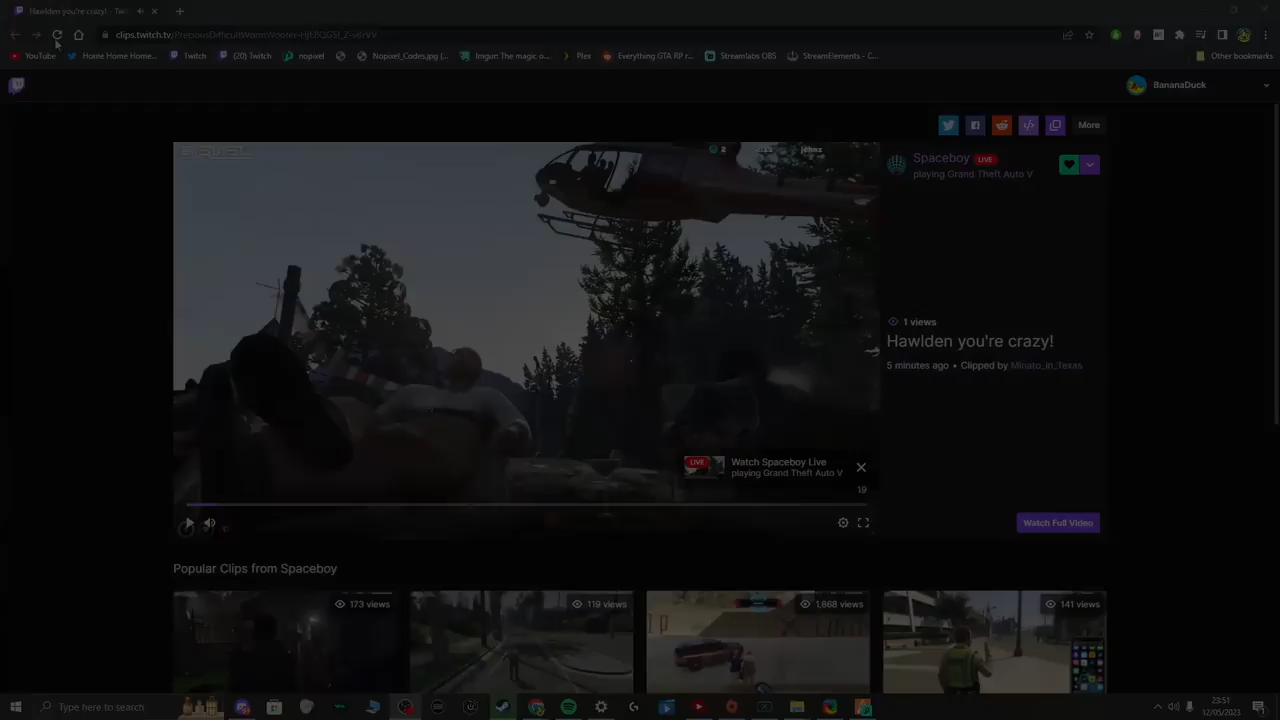 Hawlden you're crazy! - Twit
clips.twitch.tv/
YouTube
Home Home Home...
Twitch
(20) Twitch
nopixel
Nopixel_Codes.jpg (...
Imgur: The magic o...
Plex
Everything GTA RP r...
Streamlabs OBS
StreamElements - C...
Other bookmarks
BananaDuck
More
2
Spaceboy LIVE
playing Grand Theft Auto V
1 views
Hawlden you're crazy!
5 minutes ago • Clipped by Minato_In_Texas
LIVE
Watch Spaceboy Live
playing Grand Theft Auto V
19
Watch Full Video
Popular Clips from Spaceboy
173 views
119 views
1,668 views
141 views
Type here to search
23:51
12/05/2023